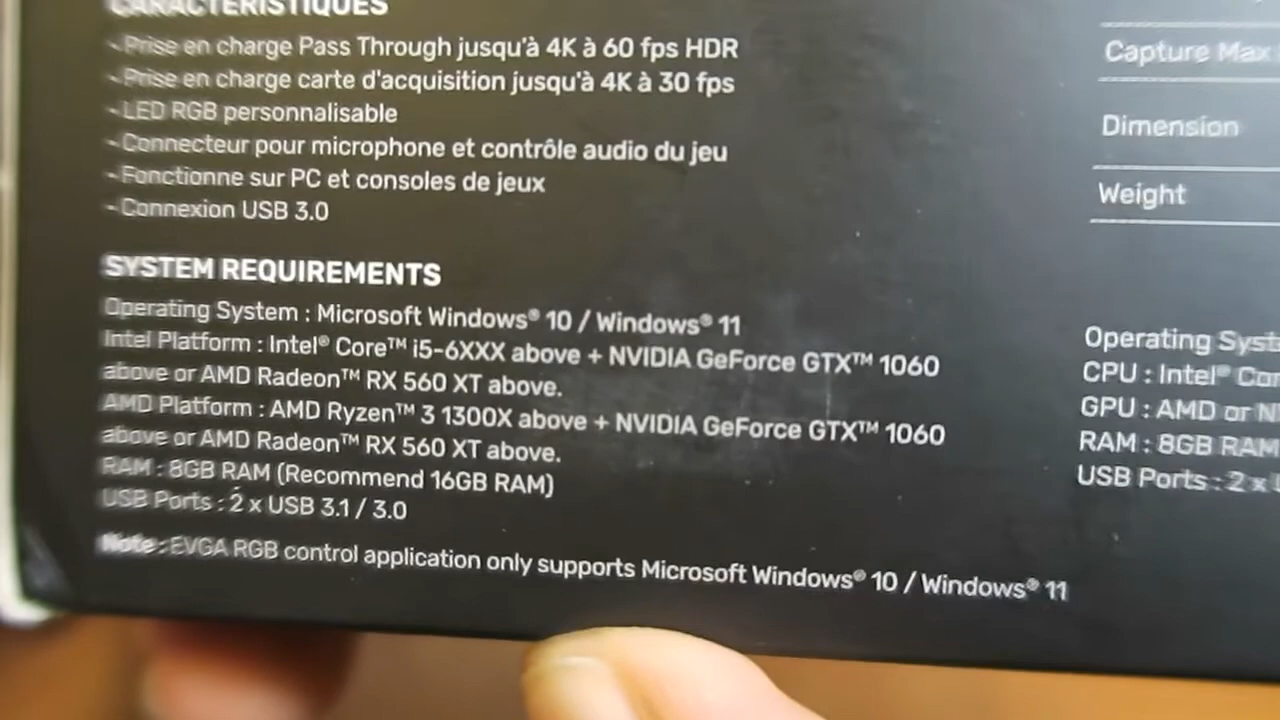 CARACTÉRISTIQUES
- Prise en charge Pass Through jusqu'à 4K à 60 fps HDR
- Prise en charge carte d'acquisition jusqu'à 4K à 30 fps
- LED RGB personnalisable
- Connecteur pour microphone et contrôle audio du jeu
- Fonctionne sur PC et consoles de jeux
- Connexion USB 3.0
SYSTEM REQUIREMENTS
Operating System : Microsoft Windows® 10 / Windows® 11
Intel Platform : Intel® Core™ i5-6XXX above + NVIDIA GeForce GTX™ 1060
above or AMD Radeon™ RX 560 XT above.
AMD Platform : AMD Ryzen™ 3 1300X above + NVIDIA GeForce GTX™ 1060
above or AMD Radeon™ RX 560 XT above.
RAM : 8GB RAM (Recommend 16GB RAM)
USB Ports : 2 x USB 3.1 / 3.0
Note : EVGA RGB control application only supports Microsoft Windows® 10 / Windows® 11
Capture Max
Dimension
Weight
Operating Syst
CPU : Intel® Cor
GPU : AMD or N
RAM : 8GB RAM
USB Ports : 2 x